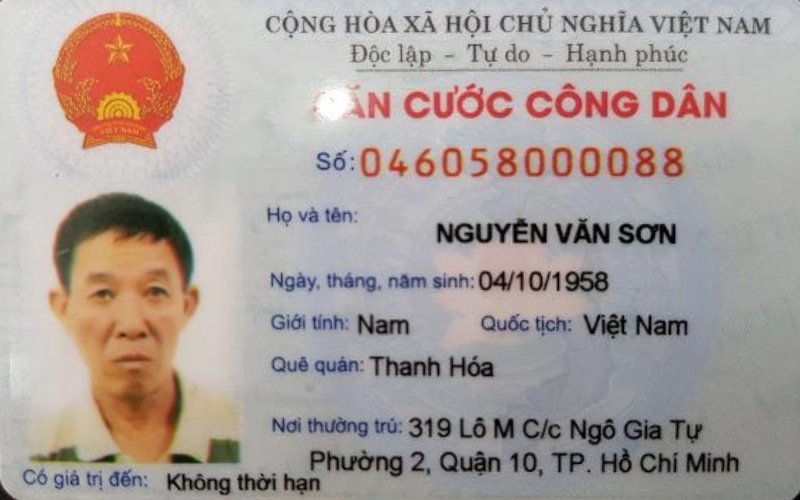 CỘNG HÒA XÃ HỘI CHỦ NGHĨA VIỆT NAM
Độc lập - Tự do - Hạnh phúc
CĂN CƯỚC CÔNG DÂN
Số: 046058000088
Họ và tên:
NGUYỄN VĂN SƠN
Ngày, tháng, năm sinh: 04/10/1958
Giới tính: Nam Quốc tịch: Việt Nam
Quê quán: Thanh Hóa
Nơi thường trú: 319 Lô M C/c Ngô Gia Tự
Phường 2, Quận 10, TP. Hồ Chí Minh
Có giá trị đến: Không thời hạn
VIỆT NAM